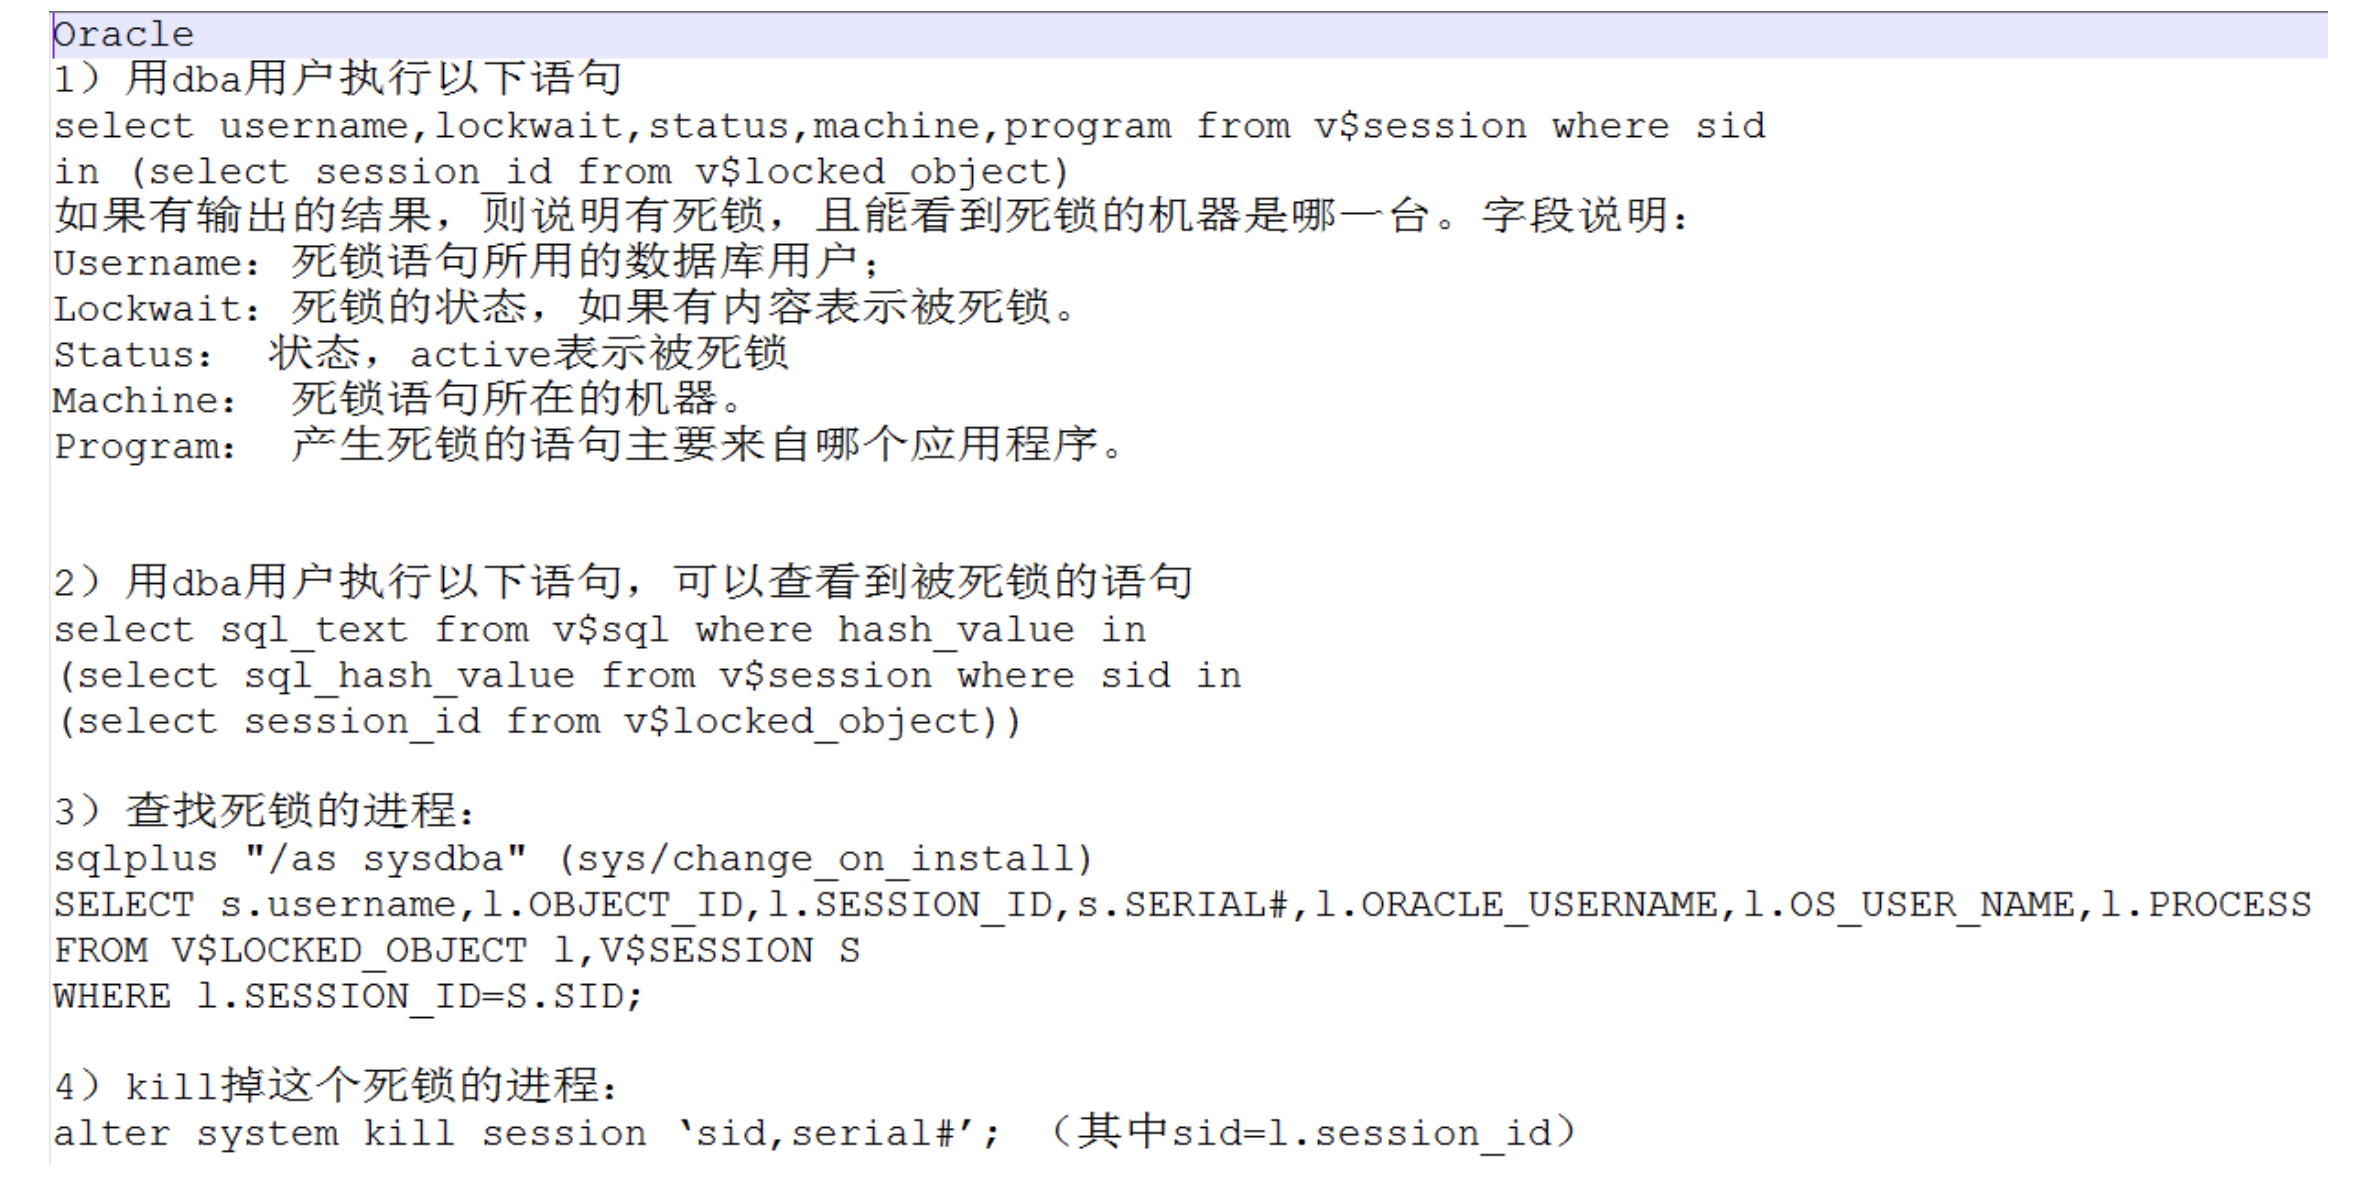 Oracle
1）用dba用户执行以下语句
select username,lockwait,status,machine,program from v$session where sid
in (select session_id from v$locked_object)
如果有输出的结果，则说明有死锁，且能看到死锁的机器是哪一台。字段说明：
Username：死锁语句所用的数据库用户；
Lockwait：死锁的状态，如果有内容表示被死锁。
Status： 状态，active表示被死锁
Machine： 死锁语句所在的机器。
Program： 产生死锁的语句主要来自哪个应用程序。
2）用dba用户执行以下语句，可以查看到被死锁的语句
select sql_text from v$sql where hash_value in
(select sql_hash_value from v$session where sid in
(select session_id from v$locked_object))
3）查找死锁的进程：
sqlplus "/as sysdba" (sys/change_on_install)
SELECT s.username,l.OBJECT_ID,l.SESSION_ID,s.SERIAL#,l.ORACLE_USERNAME,l.OS_USER_NAME,l.PROCESS
FROM V$LOCKED_OBJECT l,V$SESSION S
WHERE l.SESSION_ID=S.SID;
4）kill掉这个死锁的进程：
alter system kill session ‘sid,serial#’; （其中sid=l.session_id）